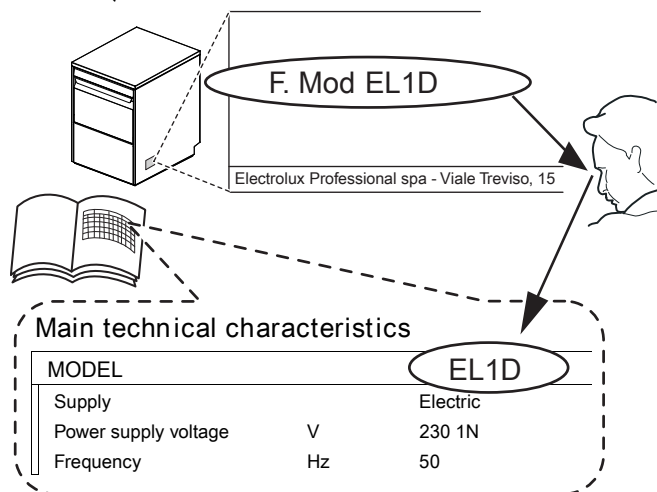 F. Mod EL1D
Electrolux Professional spa - Viale Treviso, 15
Main technical characteristics
MODEL EL1D
Supply Electric
Power supply voltage V 230 1N
Frequency Hz 50